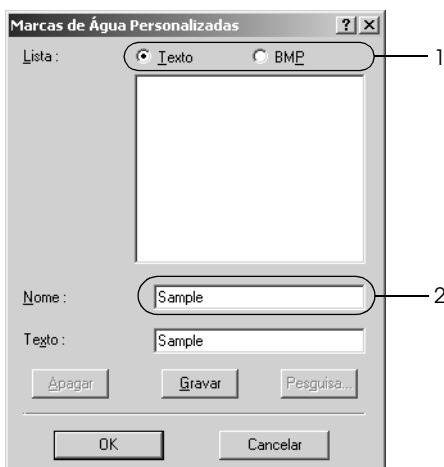 Marcas de Água Personalizadas ? ×
Lista : Texto BMP 1
Nome : Sample 2
Texto : Sample
Apagar Gravar Pesquisa...
OK Cancelar